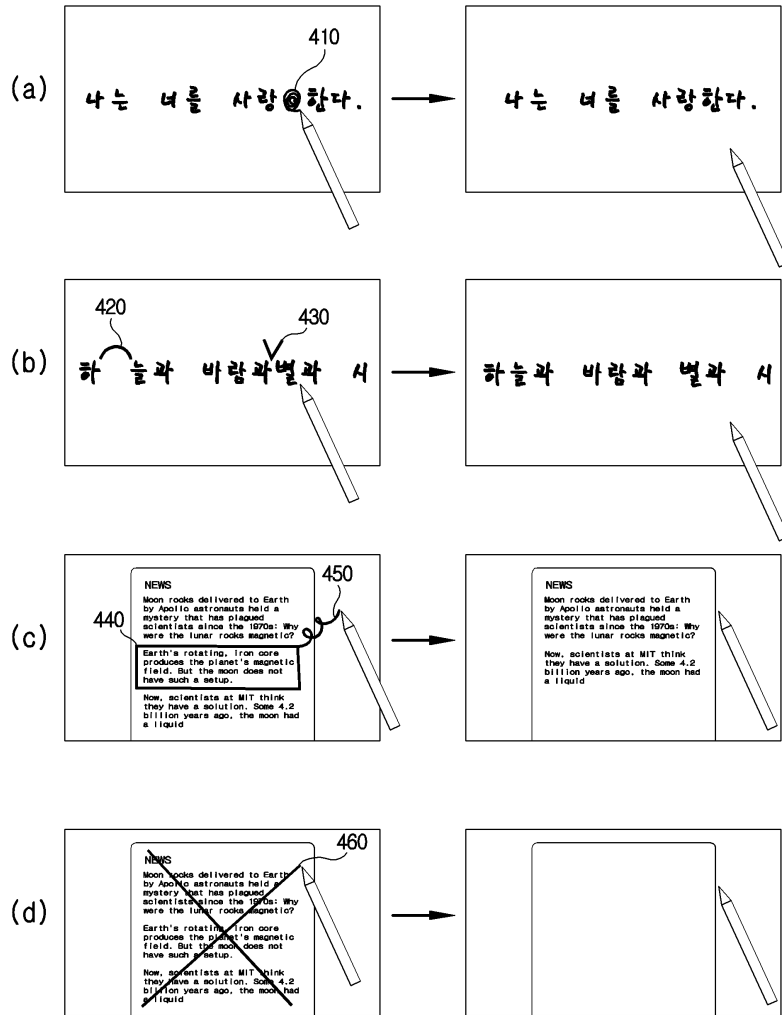 (a)
410
나는 너를 사랑 합다.
나는 너를 사랑합다.
(b)
420
430
하 늘과 바람과별과 시
하늘과 바람과 별과 시
(c)
440
450
NEWS
Moon rooks delivered to Earth
by Apollo astronauts held a
mystery that has plagued
scientists since the 1970s: Why
were the lunar rooks magnetic?
Earth's rotating, iron core
produces the planet's magnetic
field. But the moon does not
have such a setup.
Now, scientists at MIT think
they have a solution. Some 4.2
billion years ago, the moon had
a liquid
NEWS
Moon rooks delivered to Earth
by Apollo astronauts held a
mystery that has plagued
scientists since the 1970s: Why
were the lunar rooks magnetic?
Now, scientists at MIT think
they have a solution. Some 4.2
billion years ago, the moon had
a liquid
(d)
460
NEWS
Moon rooks delivered to Earth
by Apollo astronauts held a
mystery that has plagued
scientists since the 1970s: Why
were the lunar rooks magnetic?
Earth's rotating, iron core
produces the planet's magnetic
field. But the moon does not
have such a setup.
Now, scientists at MIT think
they have a solution. Some 4.2
billion years ago, the moon had
a liquid